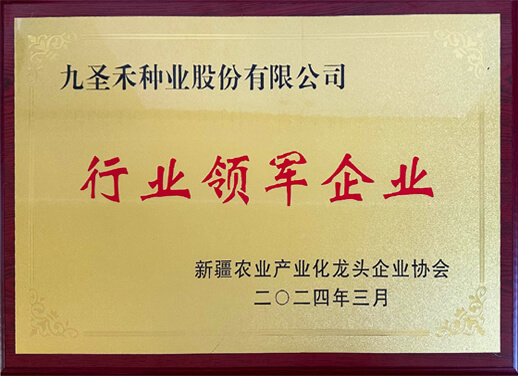 九圣禾种业股份有限公司
行业领军企业
新疆农业产业化龙头企业协会
二〇二四年三月